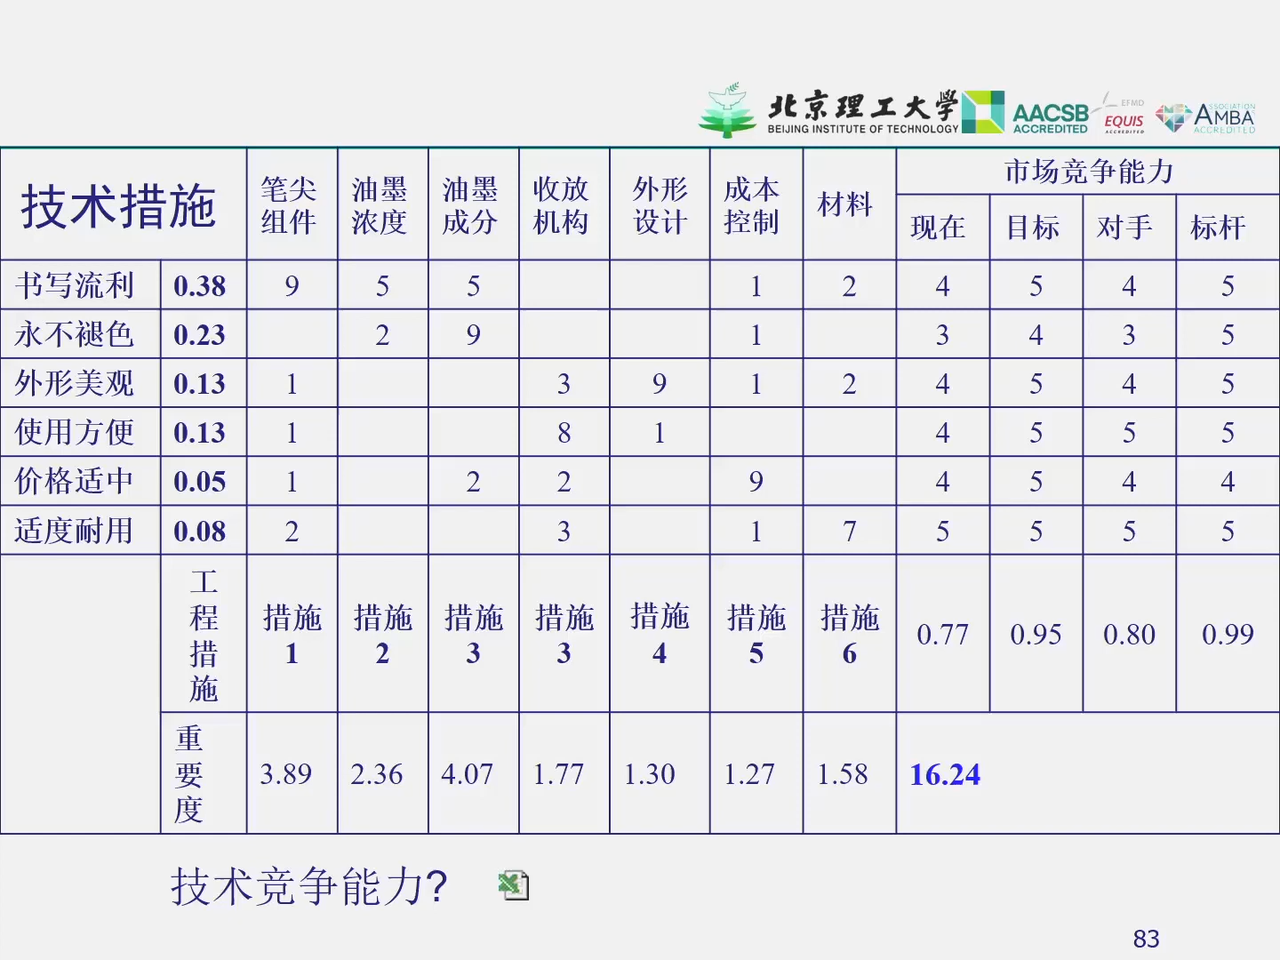 北京理工大学
BEIJING INSTITUTE OF TECHNOLOGY
AACSB
ACCREDITED
EFMD
EQUIS
ACCREDITED
ASSOCIATION
AMBA
ACCREDITED
技术措施 笔尖组件 油墨浓度 油墨成分 收放机构 外形设计 成本控制 材料 市场竞争能力
现在 目标 对手 标杆
书写流利 0.38 9 5 5 1 2 4 5 4 5
永不褪色 0.23 2 9 1 3 4 3 5
外形美观 0.13 1 3 9 1 2 4 5 4 5
使用方便 0.13 1 8 1 4 5 5 5
价格适中 0.05 1 2 2 9 4 5 4 4
适度耐用 0.08 2 3 1 7 5 5 5 5
工程措施 措施1 措施2 措施3 措施3 措施4 措施5 措施6 0.77 0.95 0.80 0.99
重要度 3.89 2.36 4.07 1.77 1.30 1.27 1.58 16.24
技术竞争能力?
83